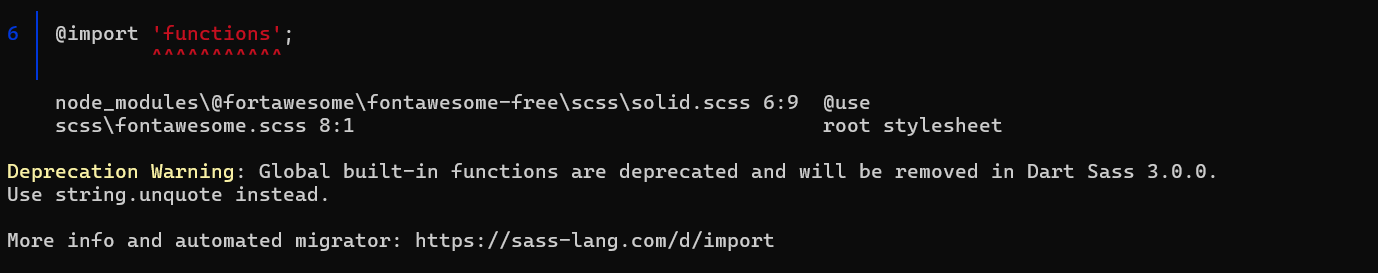 6 @import 'functions';
^^^^^^^^^^^
node_modules\@fortawesome\fontawesome-free\scss\solid.scss 6:9 @use
scss\fontawesome.scss 8:1 root stylesheet
Deprecation Warning: Global built-in functions are deprecated and will be removed in Dart Sass 3.0.0.
Use string.unquote instead.
More info and automated migrator: https://sass-lang.com/d/import